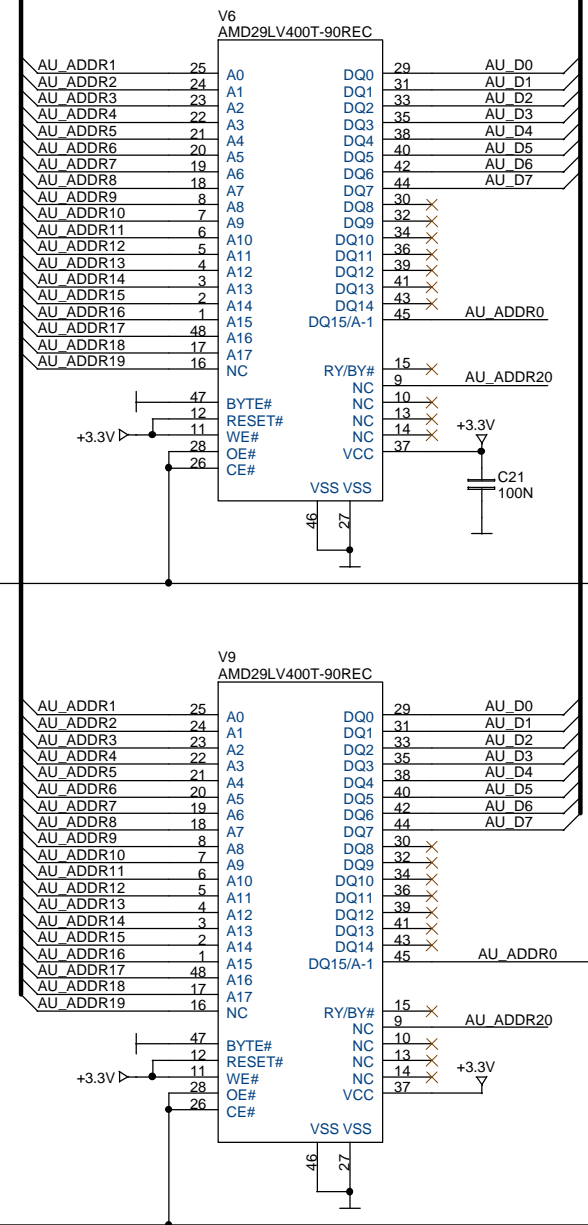 V6
AMD29LV400T-90REC
AU_ADDR1 25 A0 DQ0 29 AU_D0
AU_ADDR2 24 A1 DQ1 31 AU_D1
AU_ADDR3 23 A2 DQ2 33 AU_D2
AU_ADDR4 22 A3 DQ3 35 AU_D3
AU_ADDR5 21 A4 DQ4 38 AU_D4
AU_ADDR6 20 A5 DQ5 40 AU_D5
AU_ADDR7 19 A6 DQ6 42 AU_D6
AU_ADDR8 18 A7 DQ7 44 AU_D7
AU_ADDR9 8 A8 DQ8 30
AU_ADDR10 7 A9 DQ9 32
AU_ADDR11 6 A10 DQ10 34
AU_ADDR12 5 A11 DQ11 36
AU_ADDR13 4 A12 DQ12 39
AU_ADDR14 3 A13 DQ13 41
AU_ADDR15 2 A14 DQ14 43
AU_ADDR16 1 A15 DQ15/A-1 45 AU_ADDR0
AU_ADDR17 48 A16
AU_ADDR18 17 A17
AU_ADDR19 16 NC RY/BY# 15
NC 9 AU_ADDR20
47 BYTE# NC 10
12 RESET# NC 13
+3.3V 11 WE# NC 14 +3.3V
28 OE# VCC 37
26 CE#
C21
100N
VSS VSS
46 27
V9
AMD29LV400T-90REC
AU_ADDR1 25 A0 DQ0 29 AU_D0
AU_ADDR2 24 A1 DQ1 31 AU_D1
AU_ADDR3 23 A2 DQ2 33 AU_D2
AU_ADDR4 22 A3 DQ3 35 AU_D3
AU_ADDR5 21 A4 DQ4 38 AU_D4
AU_ADDR6 20 A5 DQ5 40 AU_D5
AU_ADDR7 19 A6 DQ6 42 AU_D6
AU_ADDR8 18 A7 DQ7 44 AU_D7
AU_ADDR9 8 A8 DQ8 30
AU_ADDR10 7 A9 DQ9 32
AU_ADDR11 6 A10 DQ10 34
AU_ADDR12 5 A11 DQ11 36
AU_ADDR13 4 A12 DQ12 39
AU_ADDR14 3 A13 DQ13 41
AU_ADDR15 2 A14 DQ14 43
AU_ADDR16 1 A15 DQ15/A-1 45 AU_ADDR0
AU_ADDR17 48 A16
AU_ADDR18 17 A17
AU_ADDR19 16 NC RY/BY# 15
NC 9 AU_ADDR20
47 BYTE# NC 10
12 RESET# NC 13
+3.3V 11 WE# NC 14 +3.3V
28 OE# VCC 37
26 CE#
VSS VSS
46 27